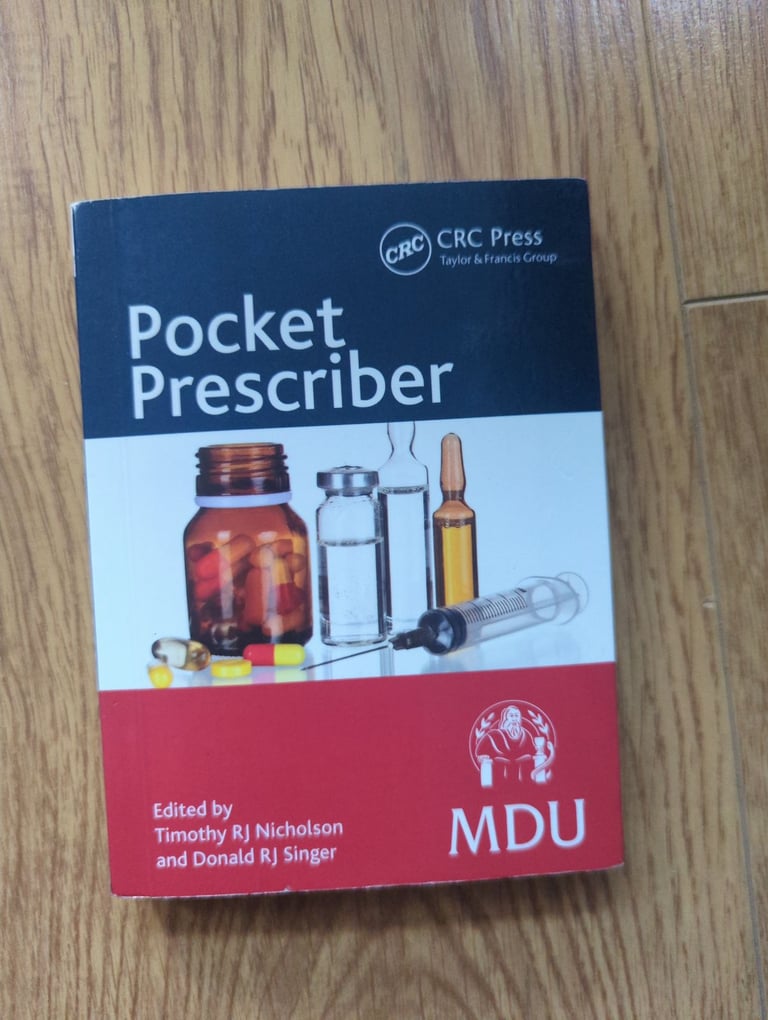 CRC
CRC Press
Taylor & Francis Group
Pocket
Prescriber
Edited by
Timothy RJ Nicholson
and Donald RJ Singer
MDU